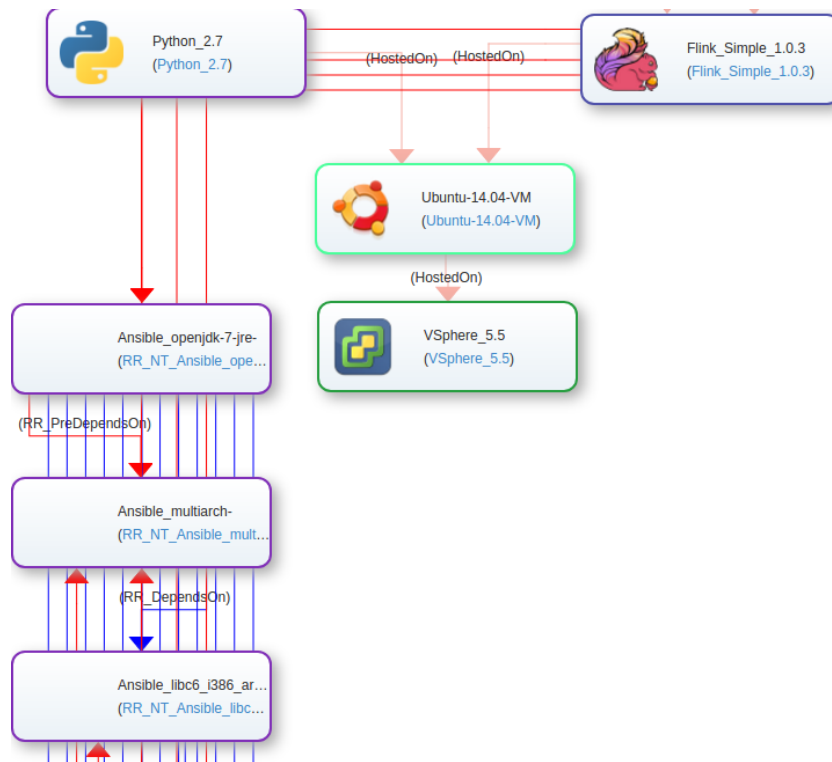 Python_2.7
(Python_2.7)
(HostedOn)
(HostedOn)
Flink_Simple_1.0.3
(Flink_Simple_1.0.3)
Ubuntu-14.04-VM
(Ubuntu-14.04-VM)
(HostedOn)
VSphere_5.5
(VSphere_5.5)
Ansible_openjdk-7-jre-
(RR_NT_Ansible_ope...
(RR_PreDependsOn)
Ansible_multiarch-
(RR_NT_Ansible_mult...
(RR_DependsOn)
Ansible_libc6_i386_ar...
(RR_NT_Ansible_libc...